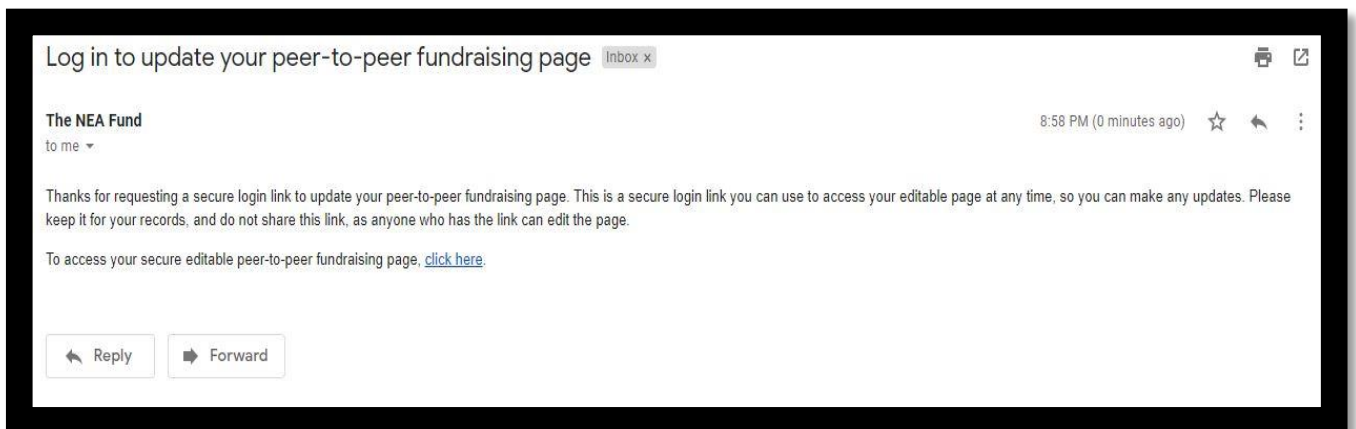 Log in to update your peer-to-peer fundraising page Inbox x
The NEA Fund 8:58 PM (0 minutes ago)
to me
Thanks for requesting a secure login link to update your peer-to-peer fundraising page. This is a secure login link you can use to access your editable page at any time, so you can make any updates. Please
keep it for your records, and do not share this link, as anyone who has the link can edit the page.
To access your secure editable peer-to-peer fundraising page, click here.
Reply Forward